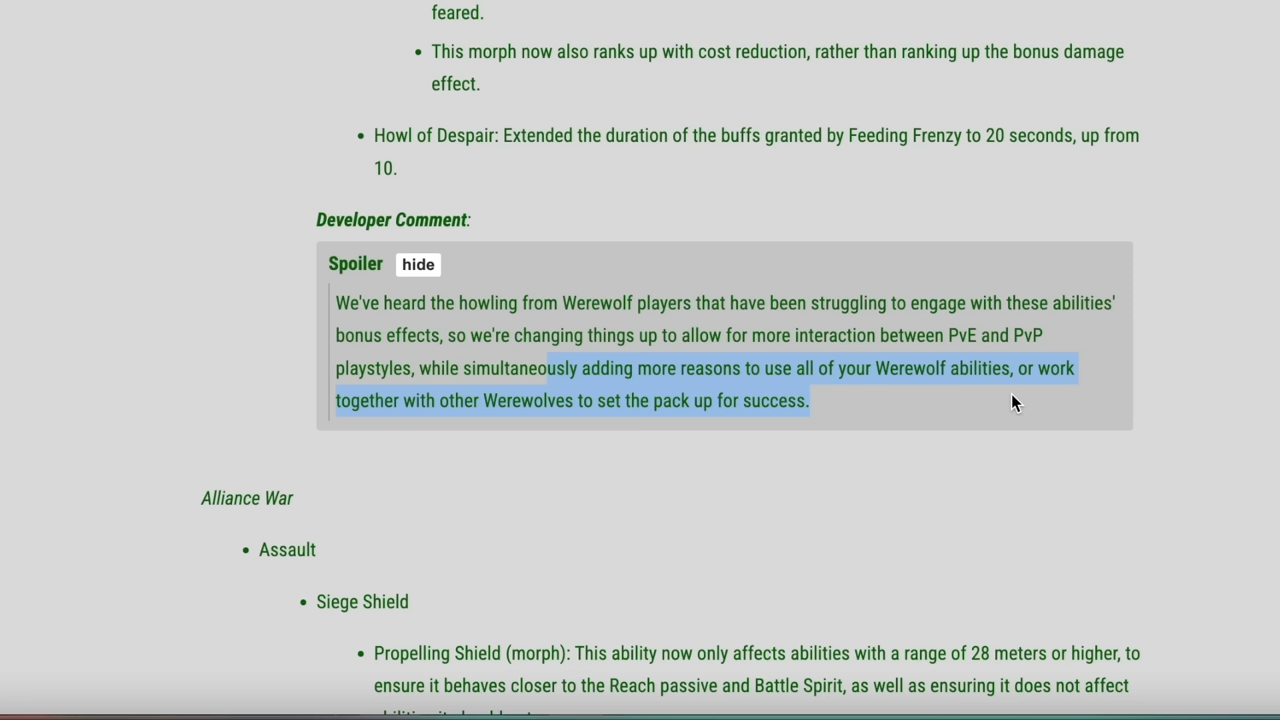 feared.
• This morph now also ranks up with cost reduction, rather than ranking up the bonus damage
effect.
• Howl of Despair: Extended the duration of the buffs granted by Feeding Frenzy to 20 seconds, up from
10.
Developer Comment:
Spoiler hide
We've heard the howling from Werewolf players that have been struggling to engage with these abilities'
bonus effects, so we're changing things up to allow for more interaction between PvE and PvP
playstyles, while simultaneously adding more reasons to use all of your Werewolf abilities, or work
together with other Werewolves to set the pack up for success.
Alliance War
• Assault
• Siege Shield
• Propelling Shield (morph): This ability now only affects abilities with a range of 28 meters or higher, to
ensure it behaves closer to the Reach passive and Battle Spirit, as well as ensuring it does not affect